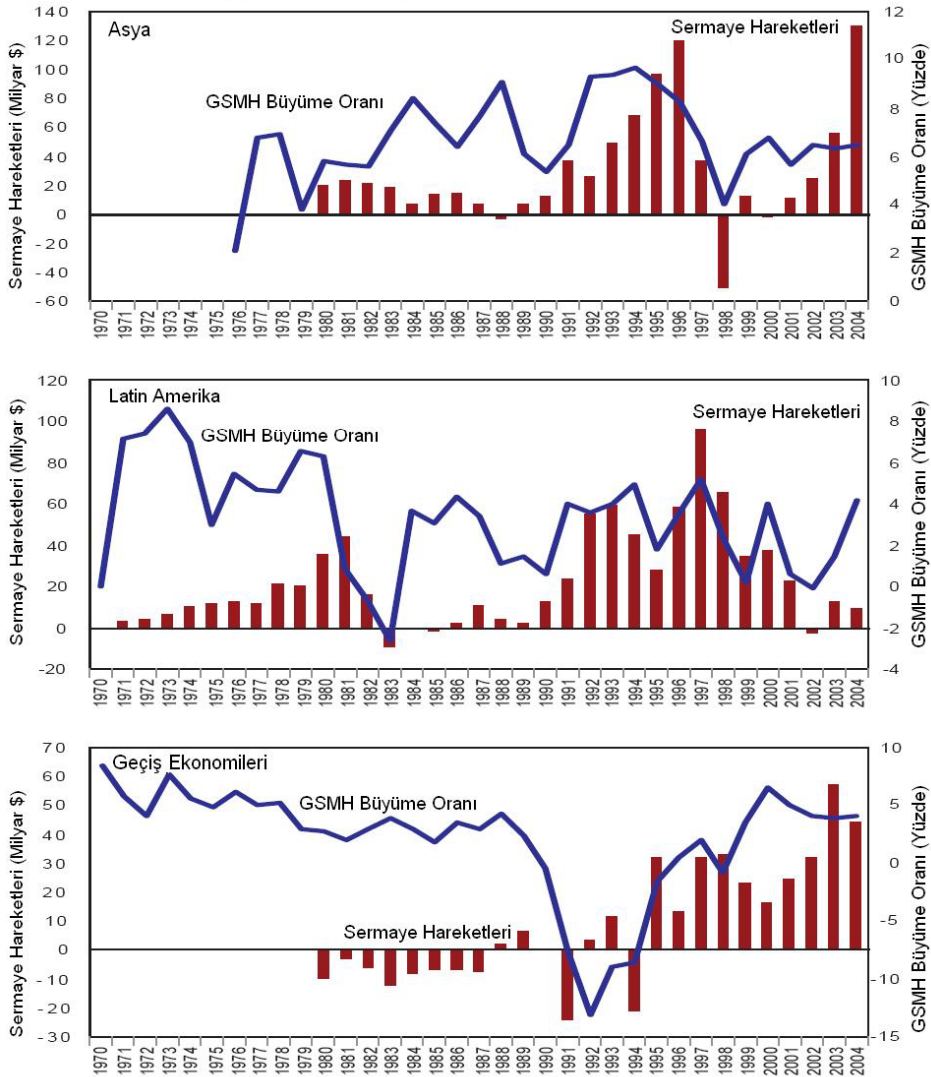 Asya
Sermaye Hareketleri
GSMH Büyüme Oranı
Sermaye Hareketleri (Milyar $)
140
120
100
80
60
40
20
0
-20
-40
-60
GSMH Büyüme Oranı (Yüzde)
12
10
8
6
4
2
0
1970 1971 1972 1973 1974 1975 1976 1977 1978 1979 1980 1981 1982 1983 1984 1985 1986 1987 1988 1989 1990 1991 1992 1993 1994 1995 1996 1997 1998 1999 2000 2001 2002 2003 2004
Latin Amerika
Sermaye Hareketleri
GSMH Büyüme Oranı
Sermaye Hareketleri (Milyar $)
120
100
80
60
40
20
0
-20
GSMH Büyüme Oranı (Yüzde)
10
8
6
4
2
0
-2
-4
1970 1971 1972 1973 1974 1975 1976 1977 1978 1979 1980 1981 1982 1983 1984 1985 1986 1987 1988 1989 1990 1991 1992 1993 1994 1995 1996 1997 1998 1999 2000 2001 2002 2003 2004
Geçiş Ekonomileri
GSMH Büyüme Oranı
Sermaye Hareketleri
Sermaye Hareketleri (Milyar $)
70
60
50
40
30
20
10
0
-10
-20
-30
GSMH Büyüme Oranı (Yüzde)
10
5
0
-5
-10
-15
1970 1971 1972 1973 1974 1975 1976 1977 1978 1979 1980 1981 1982 1983 1984 1985 1986 1987 1988 1989 1990 1991 1992 1993 1994 1995 1996 1997 1998 1999 2000 2001 2002 2003 2004